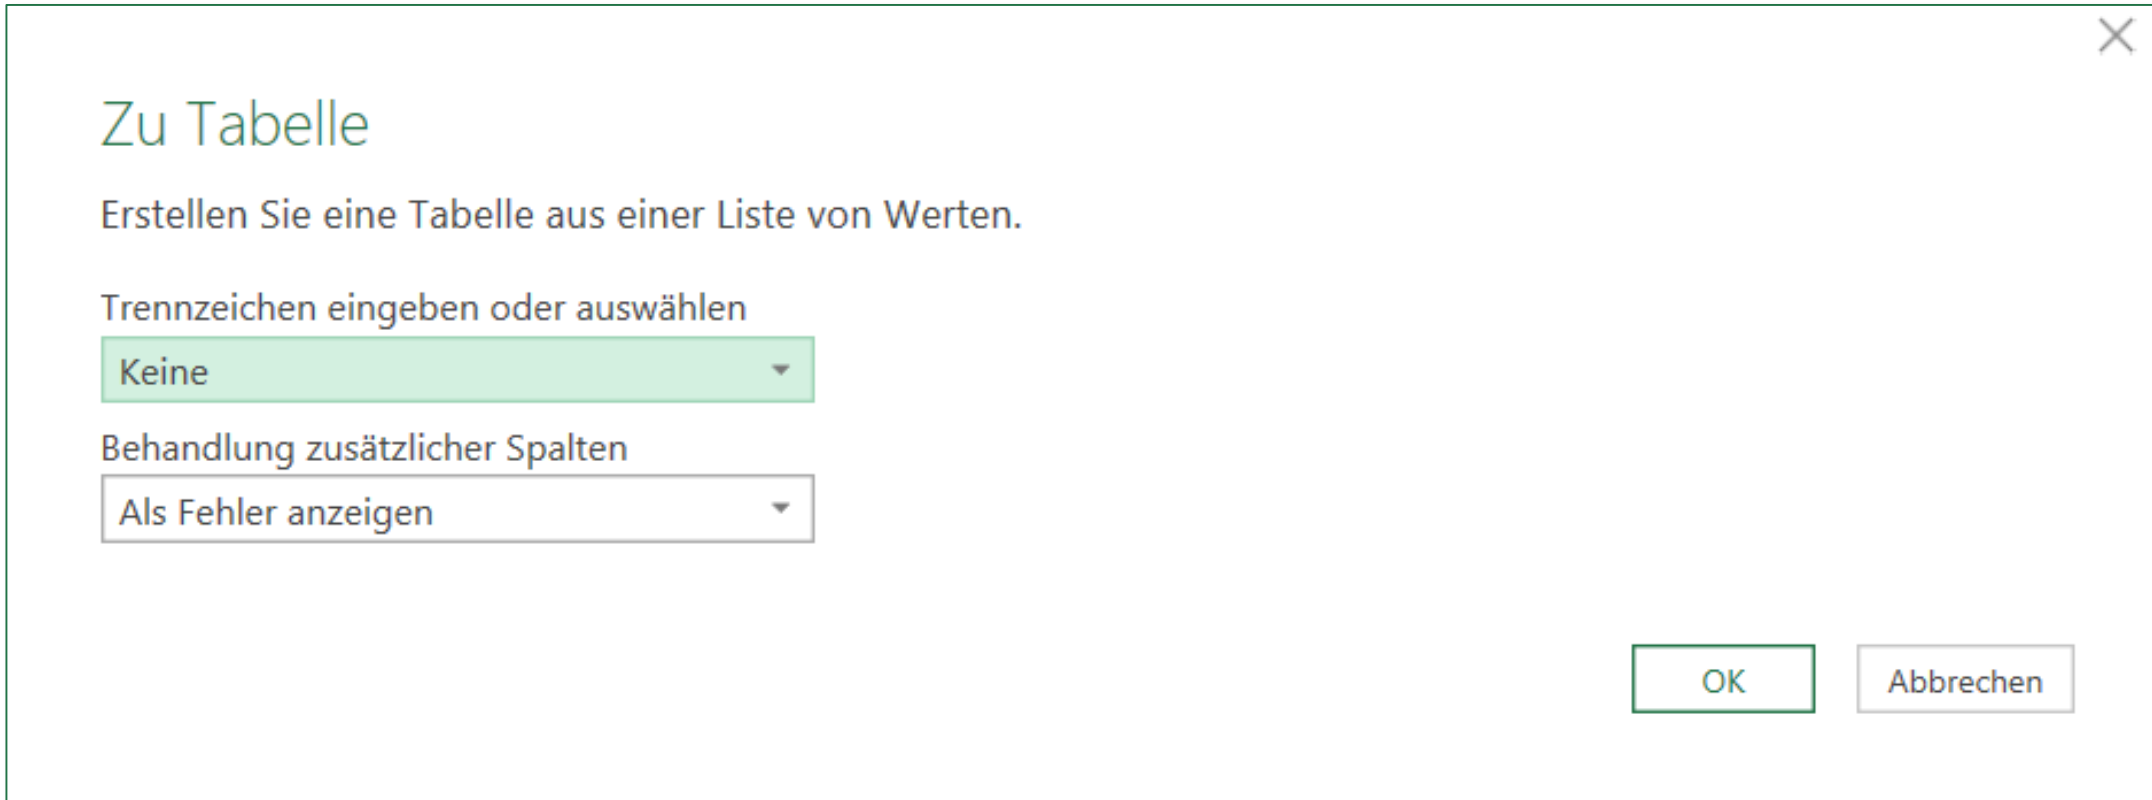 Zu Tabelle
Erstellen Sie eine Tabelle aus einer Liste von Werten.
Trennzeichen eingeben oder auswählen
Keine
Behandlung zusätzlicher Spalten
Als Fehler anzeigen
OK Abbrechen